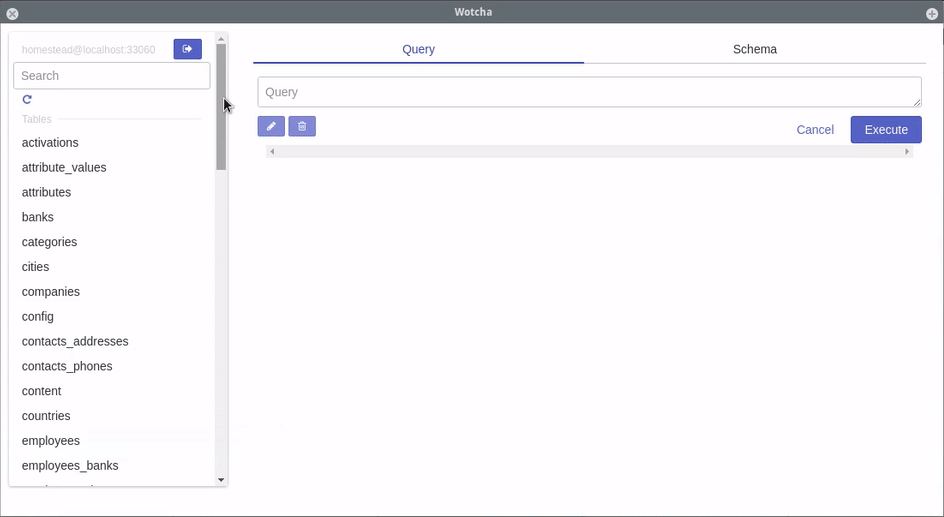 Wotcha
homestead@localhost:33060
Search
Tables
activations
attribute_values
attributes
banks
categories
cities
companies
config
contacts_addresses
contacts_phones
content
countries
employees
employees_banks
Query
Schema
Query
Cancel
Execute